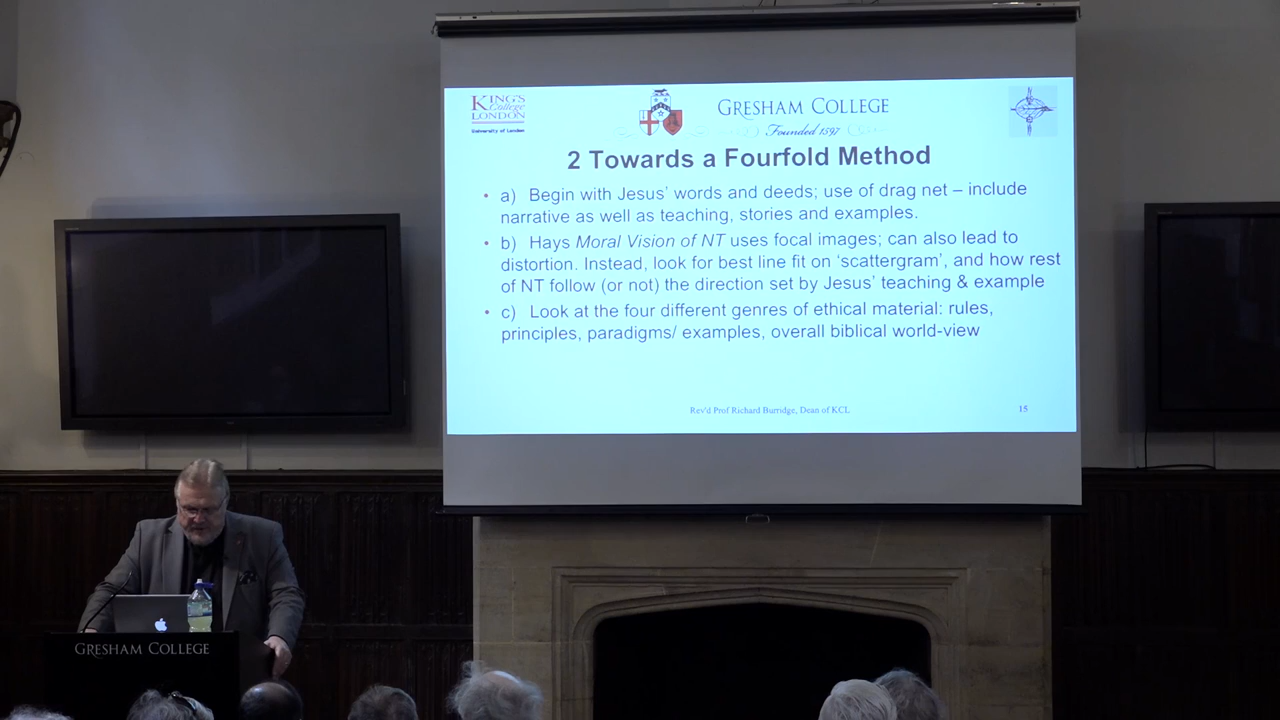 KING'S
College
LONDON
University of London
GRESHAM COLLEGE
Founded 1597
2 Towards a Fourfold Method
• a) Begin with Jesus' words and deeds; use of drag net – include
narrative as well as teaching, stories and examples.
• b) Hays Moral Vision of NT uses focal images; can also lead to
distortion. Instead, look for best line fit on 'scattergram', and how rest
of NT follow (or not) the direction set by Jesus' teaching & example
• c) Look at the four different genres of ethical material: rules,
principles, paradigms/ examples, overall biblical world-view
Rev'd Prof Richard Burridge, Dean of KCL
15
GRESHAM COLLEGE